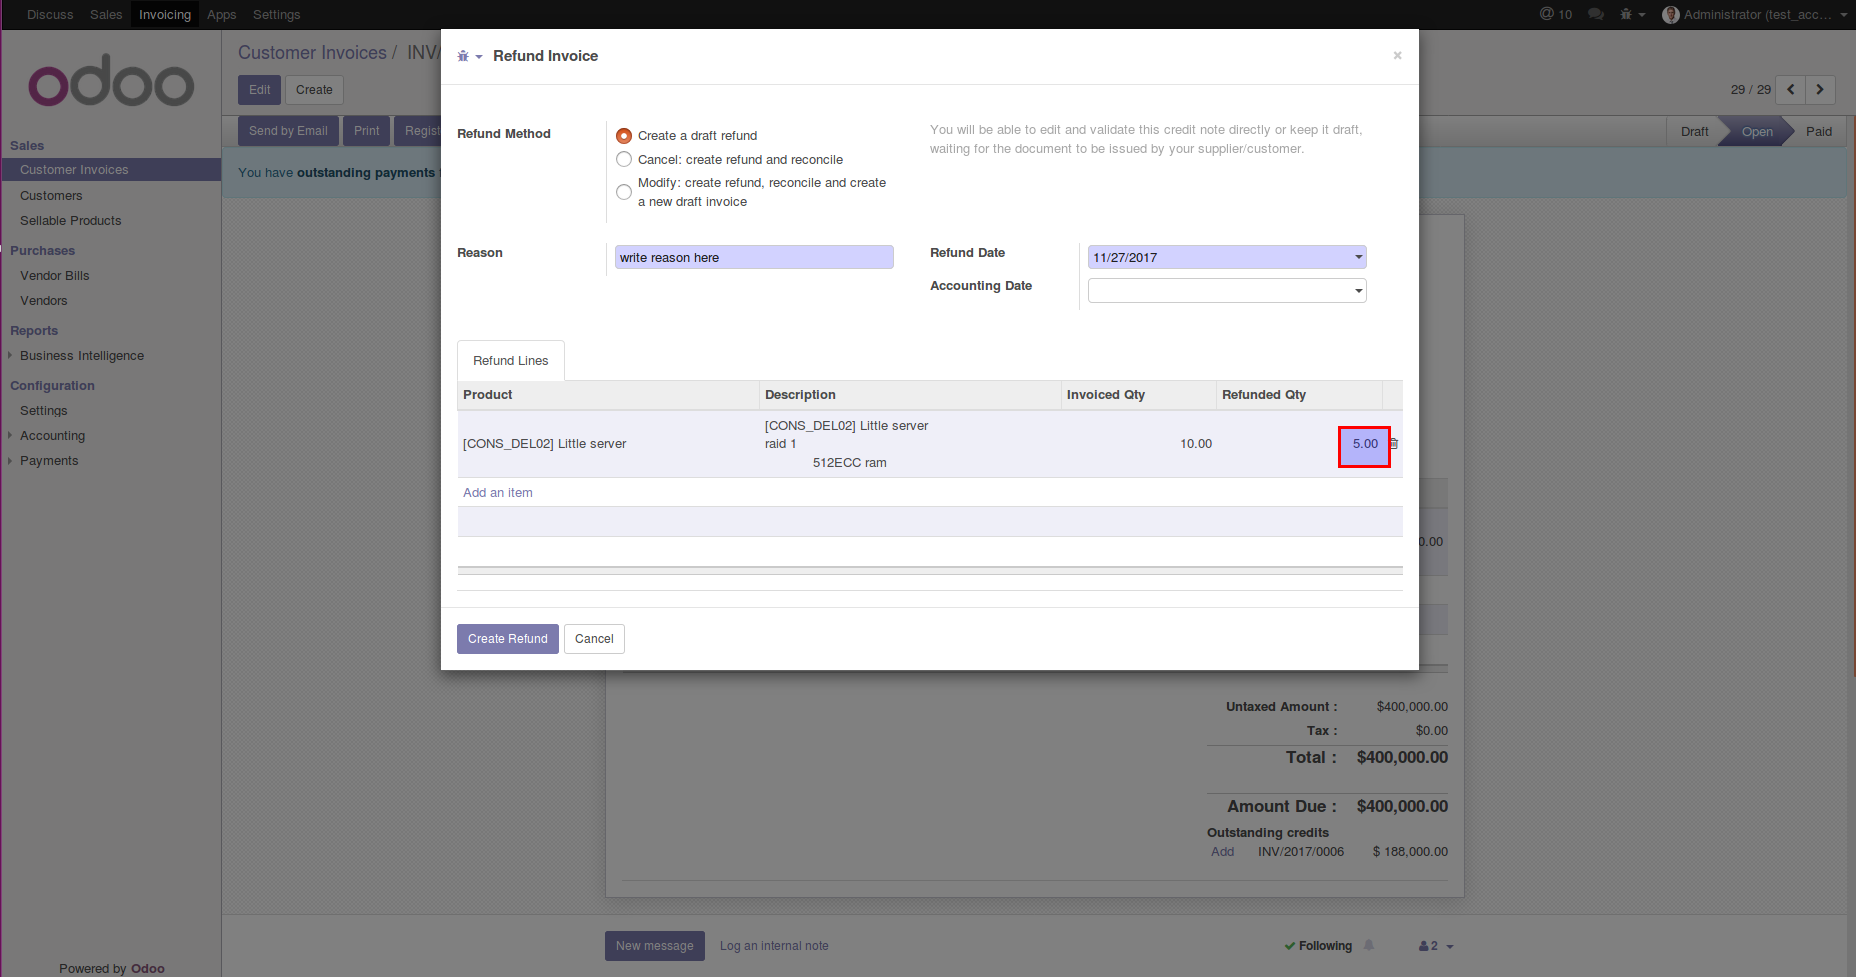 Discuss Sales Invoicing Apps Settings
@ 10 Administrator (test_acc...
odoo
Sales
Customer Invoices
Customers
Sellable Products
Purchases
Vendor Bills
Vendors
Reports
Business Intelligence
Configuration
Settings
Accounting
Payments
Powered by Odoo
Customer Invoices / INV/
Edit Create
29 / 29
Send by Email Print Regist
Draft Open Paid
You have outstanding payments
Refund Invoice ×
Refund Method
Create a draft refund
Cancel: create refund and reconcile
Modify: create refund, reconcile and create
a new draft invoice
You will be able to edit and validate this credit note directly or keep it draft,
waiting for the document to be issued by your supplier/customer.
Reason write reason here
Refund Date 11/27/2017
Accounting Date
Refund Lines
Product Description Invoiced Qty Refunded Qty
[CONS_DEL02] Little server
[CONS_DEL02] Little server
raid 1
512ECC ram
10.00 5.00
Add an item
Create Refund Cancel
0.00
Untaxed Amount : $400,000.00
Tax : $0.00
Total : $400,000.00
Amount Due : $400,000.00
Outstanding credits
Add INV/2017/0006 $ 188,000.00
New message Log an internal note
Following 2